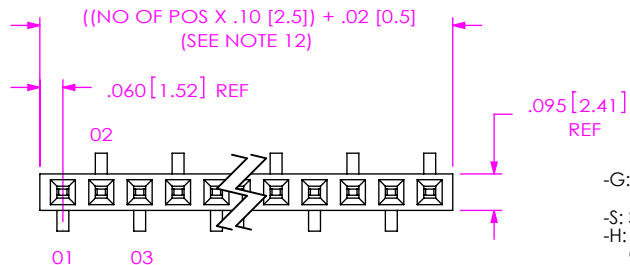 ((NO OF POS X .10 [2.5]) + .02 [0.5]
(SEE NOTE 12)
.060[1.52] REF
.095[2.41]
REF
02
-G:
-S:
-H:
01
03